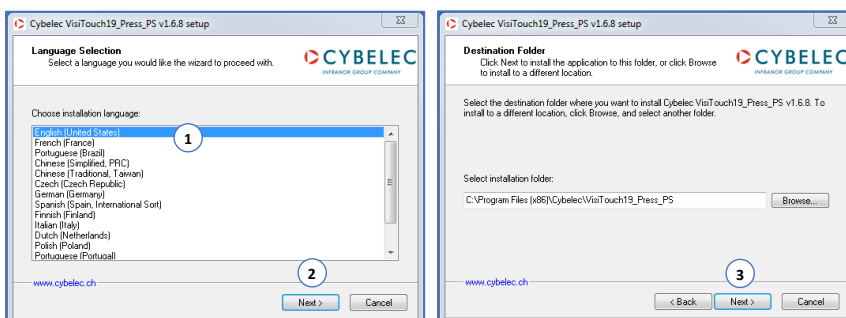 Cybelec VisiTouch19_Press_PS v1.6.8 setup
Language Selection
Select a language you would like the wizard to proceed with.
CYBELEC
INFRANOR GROUP COMPANY
Choose installation language:
English (United States)
French (France)
Portuguese (Brazil)
Chinese (Simplified, PRC)
Chinese (Traditional, Taiwan)
Czech (Czech Republic)
German (Germany)
Spanish (Spain, International Sort)
Finnish (Finland)
Italian (Italy)
Dutch (Netherlands)
Polish (Poland)
Portuguese (Portugal)
1
2
www.cybelec.ch
Next >
Cancel
Cybelec VisiTouch19_Press_PS v1.6.8 setup
Destination Folder
Click Next to install the application to this folder, or click Browse
to install to a different location.
CYBELEC
INFRANOR GROUP COMPANY
Select the destination folder where you want to install Cybelec VisiTouch19_Press_PS v1.6.8. To
install to a different location, click Browse, and select another folder.
Select installation folder:
C:\Program Files (x86)\Cybelec\VisiTouch19_Press_PS
Browse...
3
www.cybelec.ch
< Back
Next >
Cancel